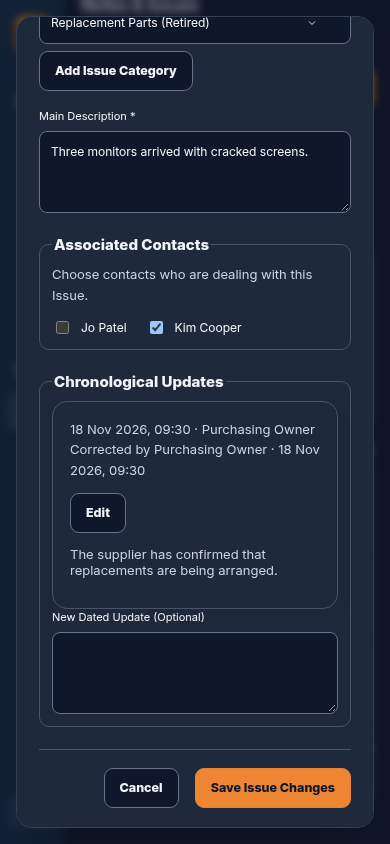 Replacement Parts (Retired)
Add Issue Category
Main Description *
Three monitors arrived with cracked screens.
Associated Contacts
Choose contacts who are dealing with this
Issue.
Jo Patel
Kim Cooper
Chronological Updates
18 Nov 2026, 09:30 · Purchasing Owner
Corrected by Purchasing Owner · 18 Nov
2026, 09:30
Edit
The supplier has confirmed that
replacements are being arranged.
New Dated Update (Optional)
Cancel
Save Issue Changes